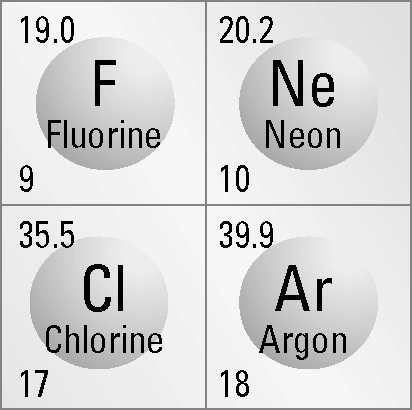 19.0
F
Fluorine
9
20.2
Ne
Neon
10
35.5
Cl
Chlorine
17
39.9
Ar
Argon
18